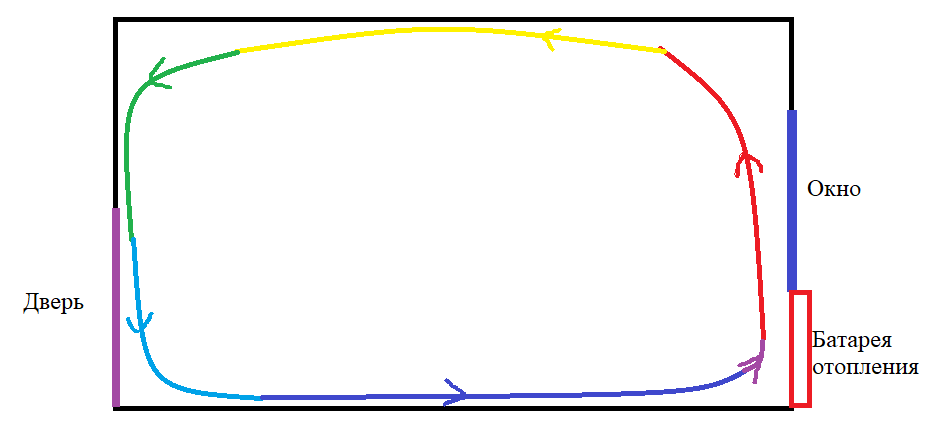 Окно
Дверь
Батарея
отопления